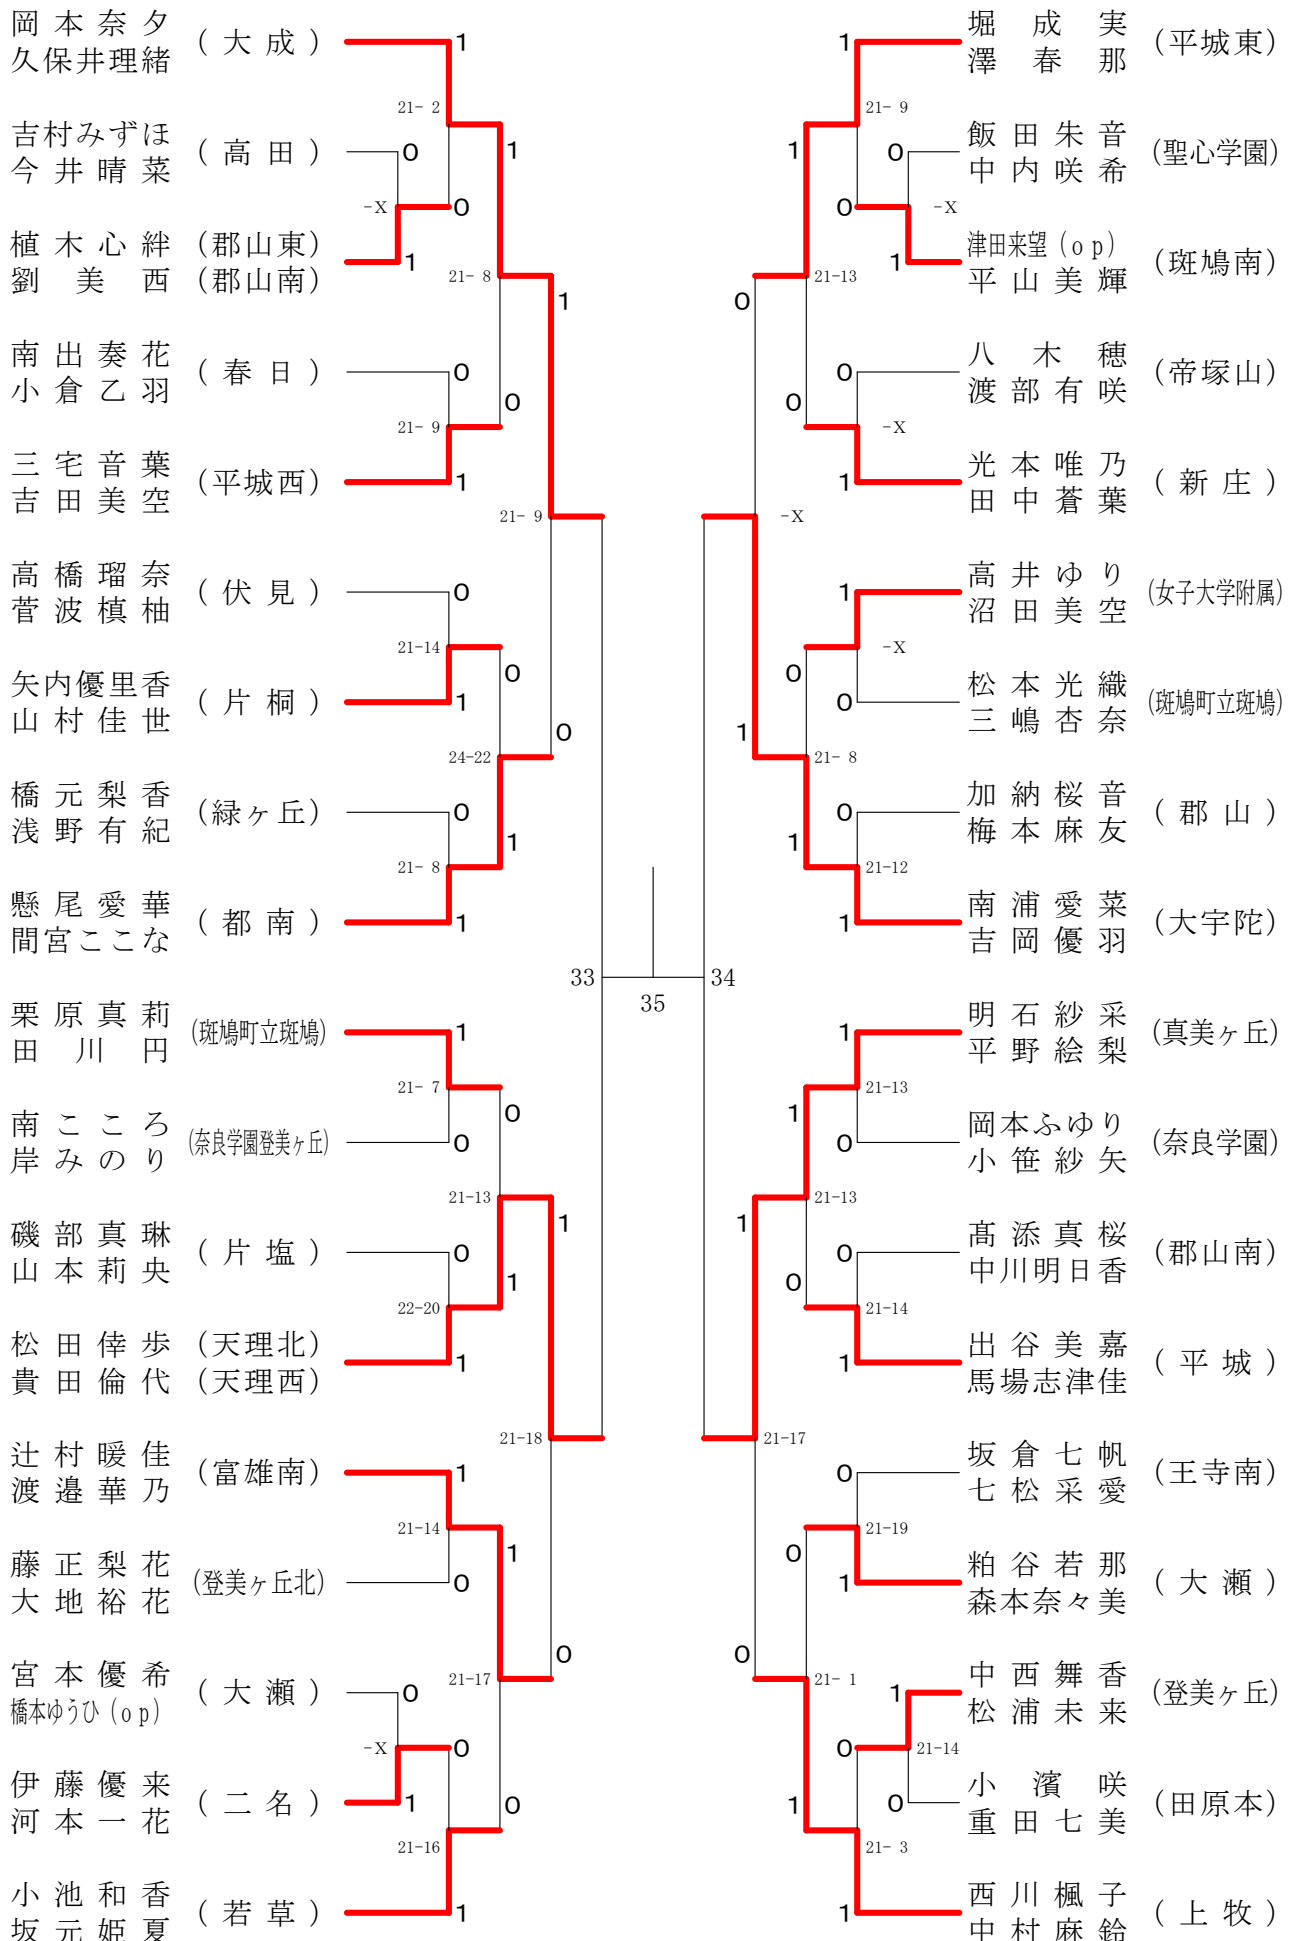 岡本奈夕
久保井理緒
(大成)
1
21- 2
吉村みずほ
今井晴菜
(高田)
0
1
-X
0
植木心絆 (郡山東)
劉美西 (郡山南)
1
21- 8
1
南出奏花
小倉乙羽
(春日)
0
0
21- 9
三宅音葉
吉田美空
(平城西)
1
21- 9
高橋瑠奈
菅波槙柚
(伏見)
0
21-14
0
矢内優里香
山村佳世
(片桐)
1
0
24-22
橋元梨香
浅野有紀
(緑ヶ丘)
0
1
21- 8
懸尾愛華
間宮ここな
(都南)
1
33
栗原真莉
田川円
(斑鳩町立斑鳩)
1
21- 7
0
南こころ
岸みのり
(奈良学園登美ヶ丘)
0
21-13
1
磯部真琳
山本莉央
(片塩)
0
1
22-20
松田倖歩 (天理北)
貴田倫代 (天理西)
1
21-18
辻村暖佳
渡邉華乃
(富雄南)
1
21-14
1
藤正梨花
大地裕花
(登美ヶ丘北)
0
0
21-17
宮本優希
橋本ゆうひ(op)
(大瀬)
0
-X
0
伊藤優来
河本一花
(二名)
1
0
21-16
小池和香
坂元姫夏
(若草)
1
35
34
1
堀成実
澤春那
(平城東)
21- 9
1
0
飯田朱音
中内咲希
(聖心学園)
0
-X
1
津田来望(op)
平山美輝
(斑鳩南)
21-13
0
0
八木穂
渡部有咲
(帝塚山)
0
-X
1
光本唯乃
田中蒼葉
(新庄)
-X
1
高井ゆり
沼田美空
(女子大学附属)
-X
0
0
松本光織
三嶋杏奈
(斑鳩町立斑鳩)
1
21- 8
0
加納桜音
梅本麻友
(郡山)
1
21-12
1
南浦愛菜
吉岡優羽
(大宇陀)
1
明石紗采
平野絵梨
(真美ヶ丘)
21-13
1
0
岡本ふゆり
小笹紗矢
(奈良学園)
21-13
1
0
髙添真桜
中川明日香
(郡山南)
0
21-14
1
出谷美嘉
馬場志津佳
(平城)
21-17
0
坂倉七帆
七松采愛
(王寺南)
21-19
0
1
粕谷若那
森本奈々美
(大瀬)
0
21- 1
1
中西舞香
松浦未来
(登美ヶ丘)
0
21-14
0
小濱咲
重田七美
(田原本)
1
21- 3
1
西川楓子
中村麻鈴
(上牧)